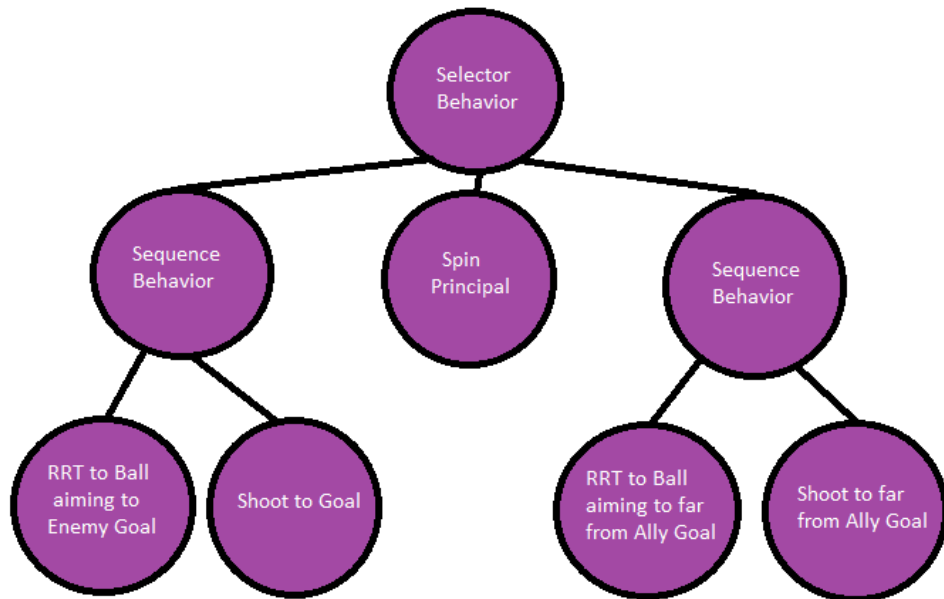 Selector
Behavior
Sequence
Behavior
Spin
Principal
Sequence
Behavior
RRT to Ball
aiming to
Enemy Goal
Shoot to Goal
RRT to Ball
aiming to far
from Ally Goal
Shoot to far
from Ally Goal